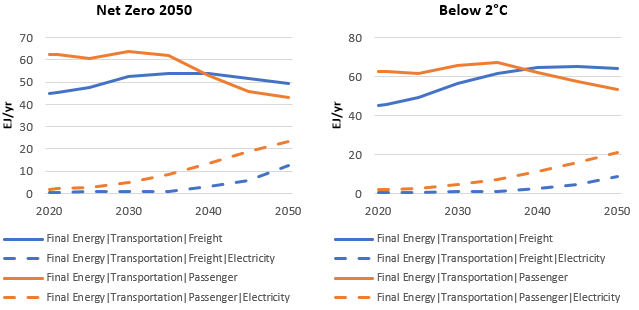 Net Zero 2050
70
60
50
40
30
20
10
0
EJ/yr
2020 2030 2040 2050
Final Energy|Transportation|Freight
Final Energy|Transportation|Freight|Electricity
Final Energy|Transportation|Passenger
Final Energy|Transportation|Passenger|Electricity
Below 2°C
80
60
40
20
0
EJ/yr
2020 2030 2040 2050
Final Energy|Transportation|Freight
Final Energy|Transportation|Freight|Electricity
Final Energy|Transportation|Passenger
Final Energy|Transportation|Passenger|Electricity